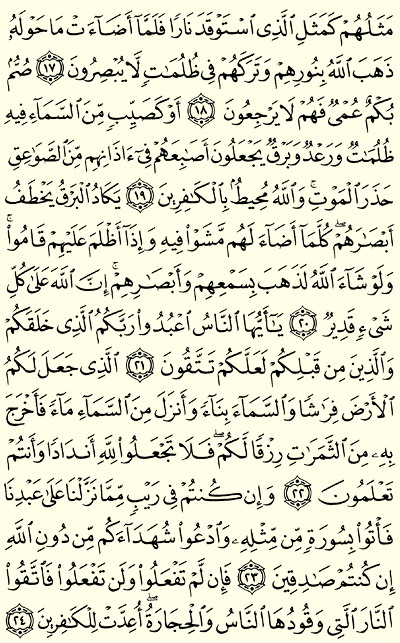 مَثَلُهُمْ كَمَثَلِ ٱلَّذِى ٱسْتَوْقَدَ نَارًا فَلَمَّآ أَضَآءَتْ مَا حَوْلَهُۥ
ذَهَبَ ٱللَّهُ بِنُورِهِمْ وَتَرَكَهُمْ فِى ظُلُمَٰتٍ لَّا يُبْصِرُونَ ١٧ صُمٌّۢ
بُكْمٌ عُمْىٌ فَهُمْ لَا يَرْجِعُونَ ١٨ أَوْ كَصَيِّبٍ مِّنَ ٱلسَّمَآءِ فِيهِ
ظُلُمَٰتٌ وَرَعْدٌ وَبَرْقٌ يَجْعَلُونَ أَصَٰبِعَهُمْ فِىٓ ءَاذَانِهِم مِّنَ ٱلصَّوَٰعِقِ
حَذَرَ ٱلْمَوْتِ ۚ وَٱللَّهُ مُحِيطٌۢ بِٱلْكَٰفِرِينَ ١٩ يَكَادُ ٱلْبَرْقُ يَخْطَفُ
أَبْصَٰرَهُمْ ۖ كُلَّمَآ أَضَآءَ لَهُم مَّشَوْا۟ فِيهِ وَإِذَآ أَظْلَمَ عَلَيْهِمْ قَامُوا۟ ۚ
وَلَوْ شَآءَ ٱللَّهُ لَذَهَبَ بِسَمْعِهِمْ وَأَبْصَٰرِهِمْ ۚ إِنَّ ٱللَّهَ عَلَىٰ كُلِّ
شَىْءٍ قَدِيرٌ ٢٠ يَٰٓأَيُّهَا ٱلنَّاسُ ٱعْبُدُوا۟ رَبَّكُمُ ٱلَّذِى خَلَقَكُمْ
وَٱلَّذِينَ مِن قَبْلِكُمْ لَعَلَّكُمْ تَتَّقُونَ ٢١ ٱلَّذِى جَعَلَ لَكُمُ
ٱلْأَرْضَ فِرَٰشًا وَٱلسَّمَآءَ بِنَآءً وَأَنزَلَ مِنَ ٱلسَّمَآءِ مَآءً فَأَخْرَجَ
بِهِۦ مِنَ ٱلثَّمَرَٰتِ رِزْقًا لَّكُمْ ۖ فَلَا تَجْعَلُوا۟ لِلَّهِ أَندَادًا وَأَنتُمْ
تَعْلَمُونَ ٢٢ وَإِن كُنتُمْ فِى رَيْبٍ مِّمَّا نَزَّلْنَا عَلَىٰ عَبْدِنَا
فَأْتُوا۟ بِسُورَةٍ مِّن مِّثْلِهِۦ وَٱدْعُوا۟ شُهَدَآءَكُم مِّن دُونِ ٱللَّهِ
إِن كُنتُمْ صَٰدِقِينَ ٢٣ فَإِن لَّمْ تَفْعَلُوا۟ وَلَن تَفْعَلُوا۟ فَٱتَّقُوا۟
ٱلنَّارَ ٱلَّتِى وَقُودُهَا ٱلنَّاسُ وَٱلْحِجَارَةُ ۖ أُعِدَّتْ لِلْكَٰفِرِينَ ٢٤